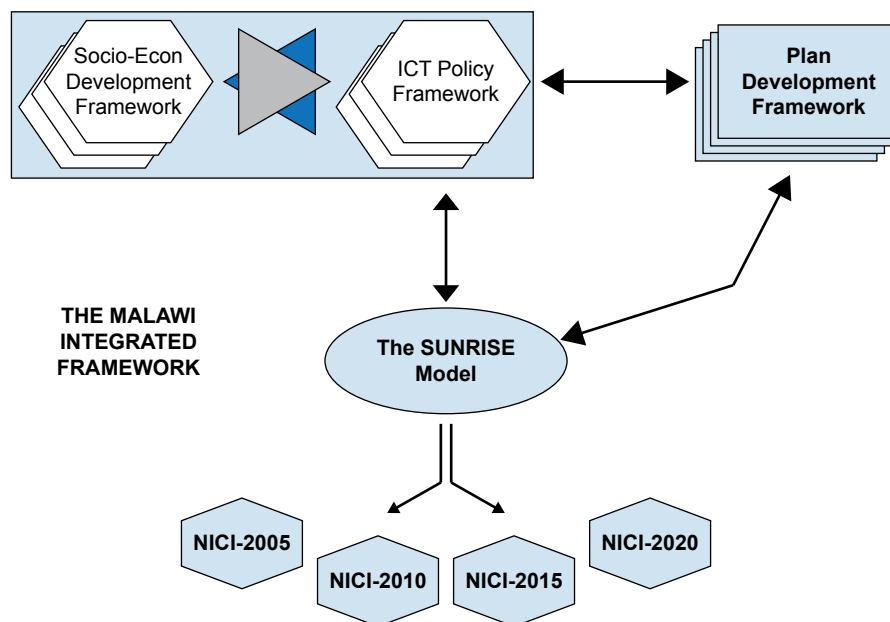 Socio-Econ
Development
Framework
ICT Policy
Framework
Plan
Development
Framework
THE MALAWI
INTEGRATED
FRAMEWORK
The SUNRISE
Model
NICI-2005
NICI-2010
NICI-2015
NICI-2020